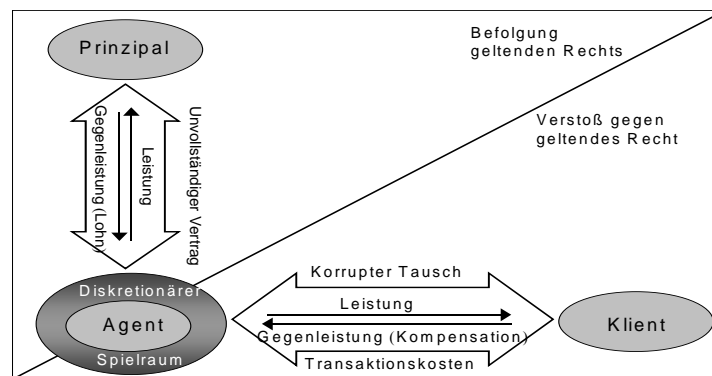 Prinzipal
Befolgung
geltenden Rechts
Verstoß gegen
geltendes Recht
Gegenleistung (Lohn)
Leistung
Unvollständiger Vertrag
Diskretionärer
Agent
Spielraum
Korrupter Tausch
Leistung
Gegenleistung (Kompensation)
Transaktionskosten
Klient